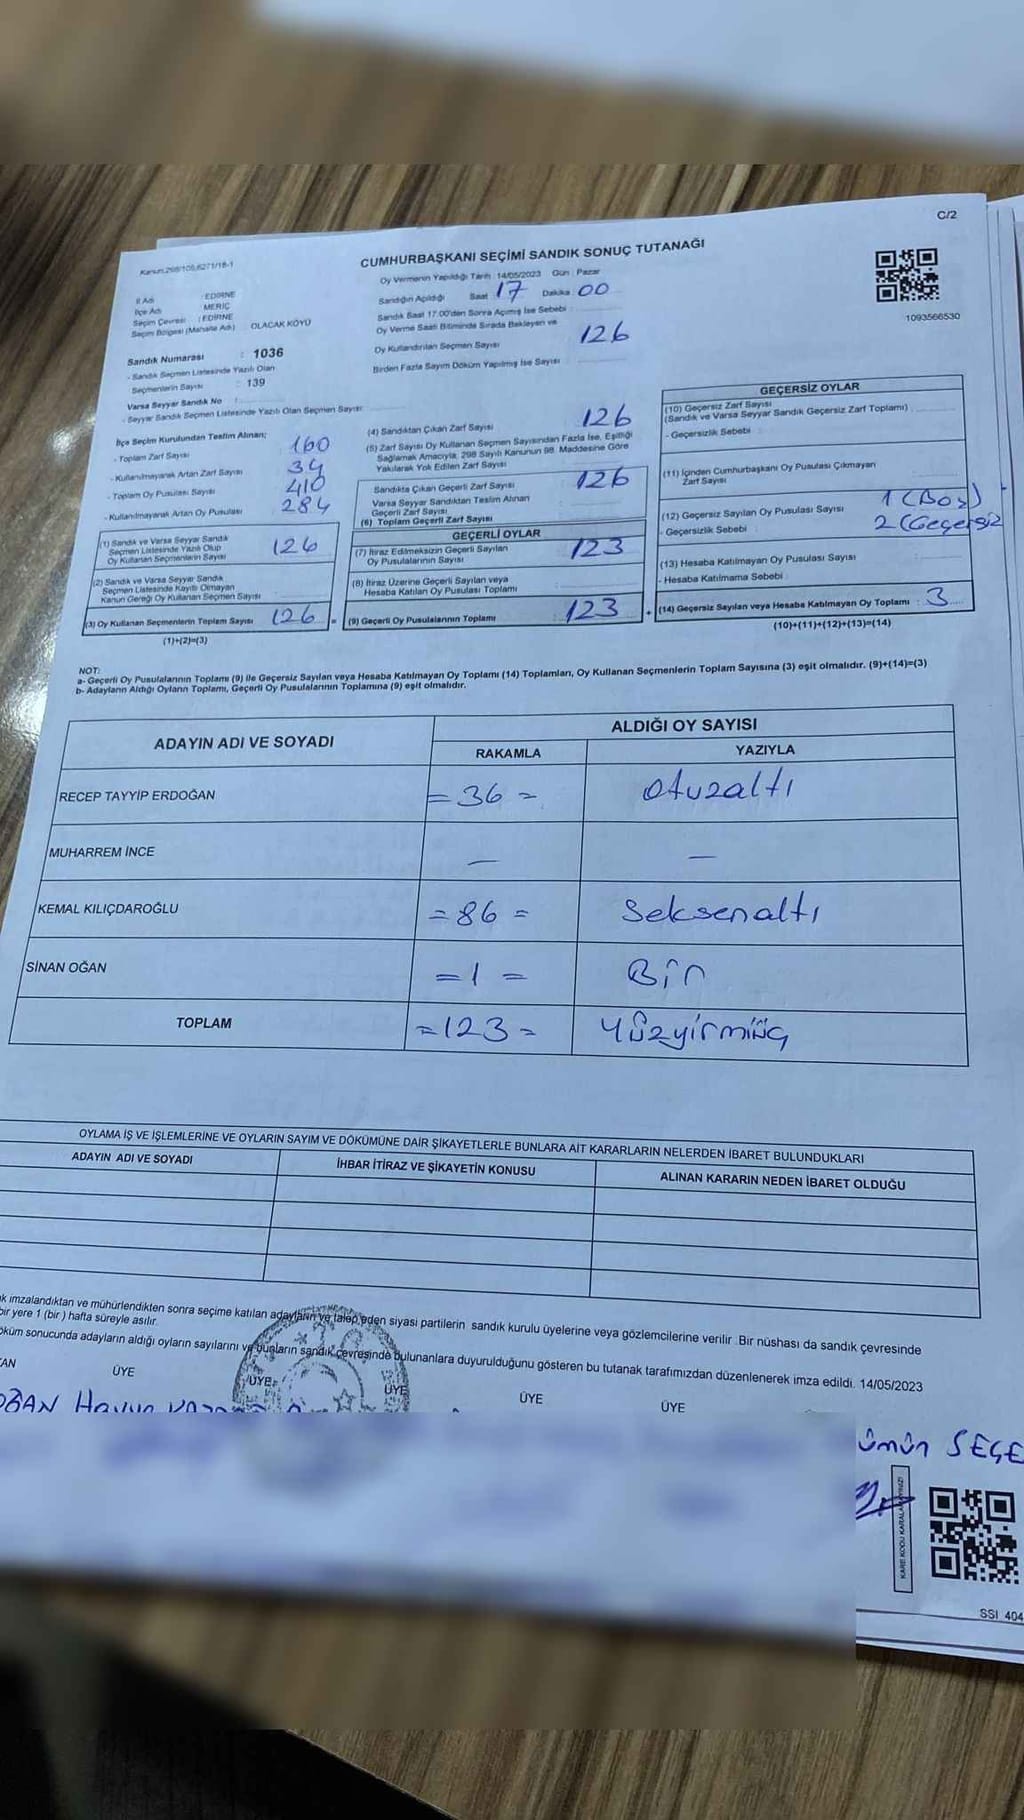 C/2
Kanun:298/105,6271/18-1
CUMHURBAŞKANI SEÇİMİ SANDIK SONUÇ TUTANAĞI
Oy Vermenin Yapıldığı Tarih : 14/05/2023 Gün : Pazar
İl Adı : EDİRNE
İlçe Adı : MERİÇ
Seçim Çevresi : EDİRNE
Seçim Bölgesi (Mahalle Adı) OLACAK KÖYÜ
Sandığın Açıldığı Saat 17 Dakika 00
Sandık Saat 17.00'den Sonra Açılmış İse Sebebi
Oy Verme Saati Bitiminde Sırada Bekleyen ve
Oy Kullandırılan Seçmen Sayısı 126
Birden Fazla Sayım Döküm Yapılmış İse Sayısı
1093566530
Sandık Numarası : 1036
- Sandık Seçmen Listesinde Yazılı Olan
Seçmenlerin Sayısı : 139
Varsa Seyyar Sandık No :
- Seyyar Sandık Seçmen Listesinde Yazılı Olan Seçmen Sayısı
İlçe Seçim Kurulundan Teslim Alınan;
- Toplam Zarf Sayısı 160
- Kullanılmayarak Artan Zarf Sayısı 34
- Toplam Oy Pusulası Sayısı 410
- Kullanılmayarak Artan Oy Pusulası 284
(1) Sandık ve Varsa Seyyar Sandık
Seçmen Listesinde Yazılı Olup
Oy Kullanan Seçmenlerin Sayısı 126
(2) Sandık ve Varsa Seyyar Sandık
Seçmen Listesinde Kayıtlı Olmayan
Kanun Gereği Oy Kullanan Seçmen Sayısı
(3) Oy Kullanan Seçmenlerin Toplam Sayısı 126 =
(1)+(2)=(3)
(4) Sandıktan Çıkan Zarf Sayısı 126
(5) Zarf Sayısı Oy Kullanan Seçmen Sayısından Fazla İse, Eşitliği
Sağlamak Amacıyla, 298 Sayılı Kanunun 98. Maddesine Göre
Yakılarak Yok Edilen Zarf Sayısı
Sandıkta Çıkan Geçerli Zarf Sayısı 126
Varsa Seyyar Sandıktan Teslim Alınan
Geçerli Zarf Sayısı
(6) Toplam Geçerli Zarf Sayısı
GEÇERLİ OYLAR
(7) İtiraz Edilmeksizin Geçerli Sayılan
Oy Pusulalarının Sayısı 123
(8) İtiraz Üzerine Geçerli Sayılan veya
Hesaba Katılan Oy Pusulası Toplamı
(9) Geçerli Oy Pusulalarının Toplamı 123 +
GEÇERSİZ OYLAR
(10) Geçersiz Zarf Sayısı
(Sandık ve Varsa Seyyar Sandık Geçersiz Zarf Toplamı)
- Geçersizlik Sebebi
(11) İçinden Cumhurbaşkanı Oy Pusulası Çıkmayan
Zarf Sayısı
(12) Geçersiz Sayılan Oy Pusulası Sayısı 1 (Boş)
- Geçersizlik Sebebi 2 (Geçersiz
(13) Hesaba Katılmayan Oy Pusulası Sayısı
- Hesaba Katılmama Sebebi
(14) Geçersiz Sayılan veya Hesaba Katılmayan Oy Toplamı : 3
(10)+(11)+(12)+(13)=(14)
NOT:
a- Geçerli Oy Pusulalarının Toplamı (9) ile Geçersiz Sayılan veya Hesaba Katılmayan Oy Toplamı (14) Toplamları, Oy Kullanan Seçmenlerin Toplam Sayısına (3) eşit olmalıdır. (9)+(14)=(3)
b- Adayların Aldığı Oyların Toplamı, Geçerli Oy Pusulalarının Toplamına (9) eşit olmalıdır.
ADAYIN ADI VE SOYADI
ALDIĞI OY SAYISI
RAKAMLA YAZIYLA
RECEP TAYYİP ERDOĞAN =36= Otuzaltı
MUHARREM İNCE — —
KEMAL KILIÇDAROĞLU =86= Seksenaltı
SİNAN OĞAN =1= Bir
TOPLAM =123= Yüzyirmiüç
OYLAMA İŞ VE İŞLEMLERİNE VE OYLARIN SAYIM VE DÖKÜMÜNE DAİR ŞİKAYETLERLE BUNLARA AİT KARARLARIN NELERDEN İBARET BULUNDUKLARI
ADAYIN ADI VE SOYADI İHBAR İTİRAZ VE ŞİKAYETİN KONUSU ALINAN KARARIN NEDEN İBARET OLDUĞU
k imzalandıktan ve mühürlendikten sonra seçime katılan adayların ve talep eden siyasi partilerin sandık kurulu üyelerine veya gözlemcilerine verilir .Bir nüshası da sandık çevresinde
bir yere 1 (bir ) hafta süreyle asılır.
öküm sonucunda adayların aldığı oyların sayılarını ve bunların sandık çevresinde bulunanlara duyurulduğunu gösteren bu tutanak tarafımızdan düzenlenerek imza edildi. 14/05/2023
AN ÜYE ÜYE ÜYE ÜYE ÜYE
ümün SEÇE
SSI 404